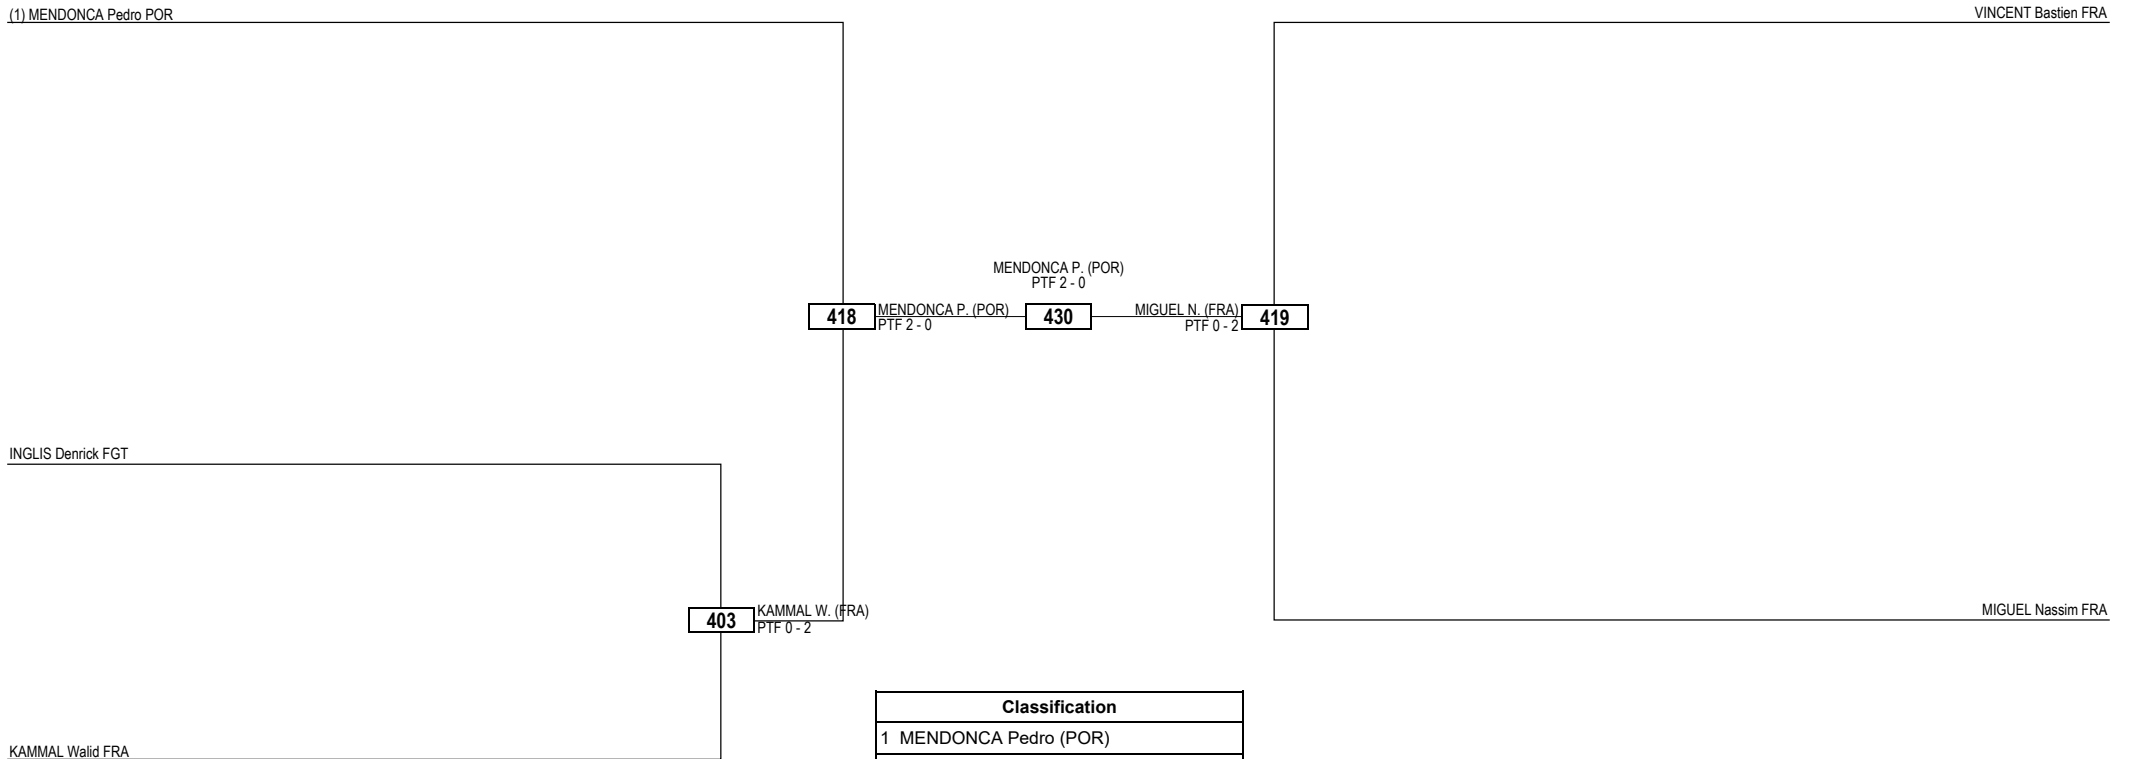 (1) MENDONCA Pedro POR
VINCENT Bastien FRA
MENDONCA P. (POR)
PTF 2 - 0
418
MENDONCA P. (POR)
PTF 2 - 0
430
MIGUEL N. (FRA)
PTF 0 - 2
419
INGLIS Denrick FGT
403
KAMMAL W. (FRA)
PTF 0 - 2
MIGUEL Nassim FRA
KAMMAL Walid FRA
Classification
1 MENDONCA Pedro (POR)